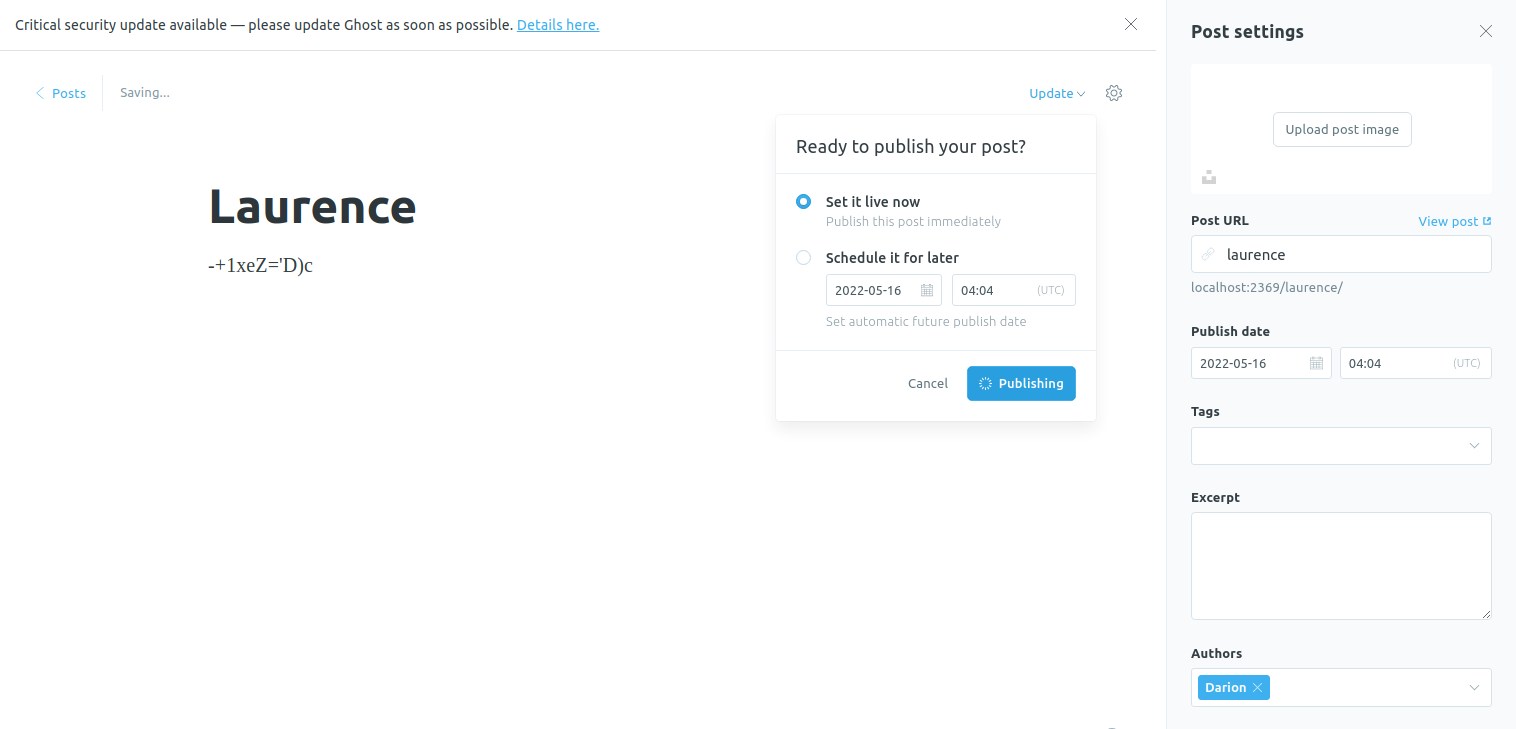 Critical security update available — please update Ghost as soon as possible. Details here.
Posts
Saving...
Update
Laurence
-+1xeZ='D)c
Ready to publish your post?
Set it live now
Publish this post immediately
Schedule it for later
2022-05-16
04:04
(UTC)
Set automatic future publish date
Cancel
Publishing
Post settings
Upload post image
Post URL
View post
laurence
localhost:2369/laurence/
Publish date
2022-05-16
04:04
(UTC)
Tags
Excerpt
Authors
Darion